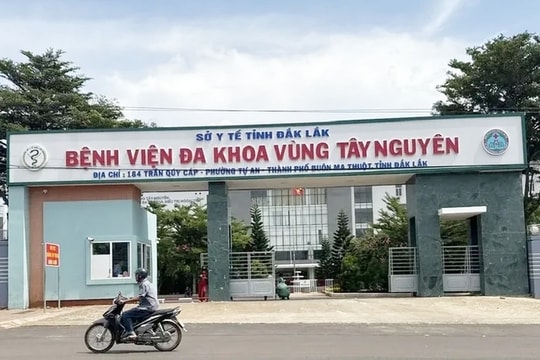 SỞ Y TẾ TỈNH ĐẮK LẮK
BỆNH VIỆN ĐA KHOA VÙNG TÂY NGUYÊN
ĐỊA CHỈ : 184 TRẦN QUÝ CÁP - PHƯỜNG TỰ AN - THÀNH PHỐ BUÔN MA THUỘT, TỈNH ĐẮK LẮK